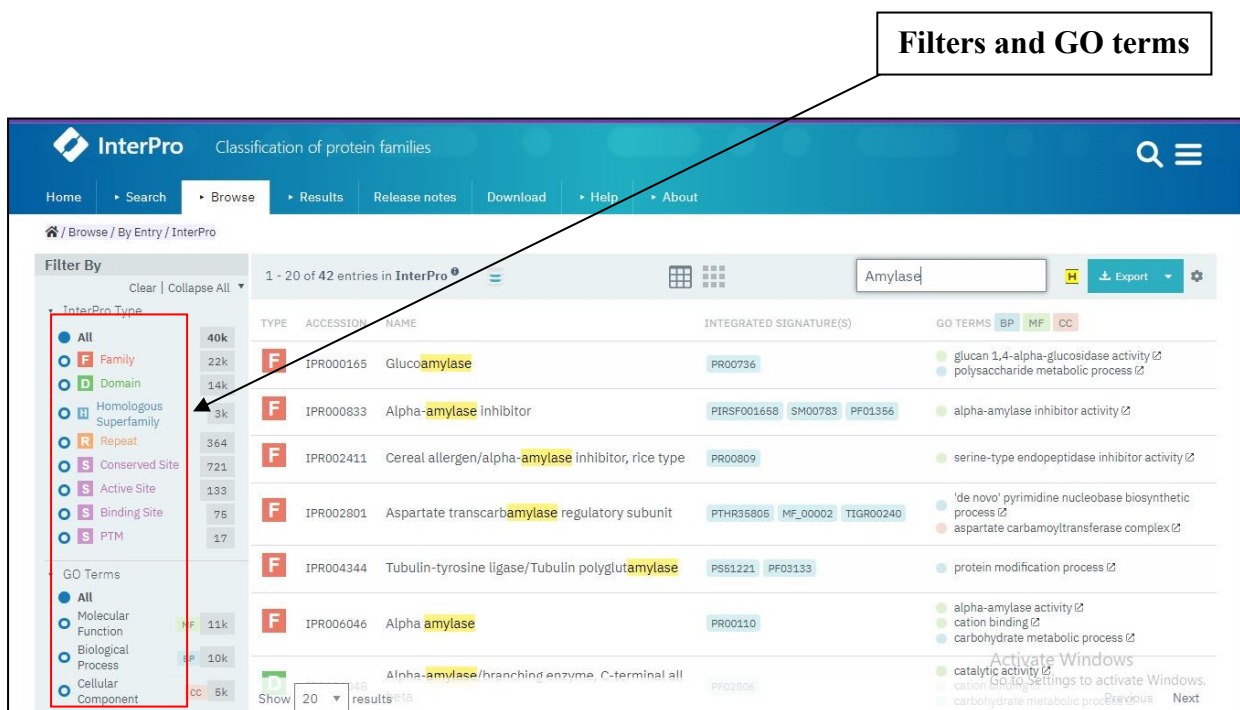 Filters and GO terms
InterPro Classification of protein families
Home ▸ Search ▸ Browse ▸ Results Release notes Download ▸ Help ▸ About
/ Browse / By Entry / InterPro
Filter By
Clear | Collapse All ▼
InterPro Type
All 40k
F Family 22k
D Domain 14k
H Homologous
Superfamily 3k
R Repeat 364
S Conserved Site 721
S Active Site 133
S Binding Site 75
S PTM 17
GO Terms
All
Molecular
Function MF 11k
Biological
Process BP 10k
Cellular
Component CC 5k
1 - 20 of 42 entries in InterPro
Amylase
H Export
TYPE ACCESSION NAME INTEGRATED SIGNATURE(S) GO TERMS BP MF CC
F IPR000165 Glucoamylase PR00736 glucan 1,4-alpha-glucosidase activity
polysaccharide metabolic process
F IPR000833 Alpha-amylase inhibitor PIRSF001658 SM00783 PF01356 alpha-amylase inhibitor activity
F IPR002411 Cereal allergen/alpha-amylase inhibitor, rice type PR00809 serine-type endopeptidase inhibitor activity
F IPR002801 Aspartate transcarbamylase regulatory subunit PTHR35805 MF_00002 TIGR00240 'de novo' pyrimidine nucleobase biosynthetic
process
aspartate carbamoyltransferase complex
F IPR004344 Tubulin-tyrosine ligase/Tubulin polyglutamylase PS51221 PF03133 protein modification process
F IPR006046 Alpha amylase PR00110 alpha-amylase activity
cation binding
carbohydrate metabolic process
D Alpha-amylase/branching enzyme, C-terminal all
beta PF02806 catalytic activity
cation binding
carbohydrate metabolic process
Activate Windows
Go to Settings to activate Windows.
Show 20 ▼ results
Previous Next